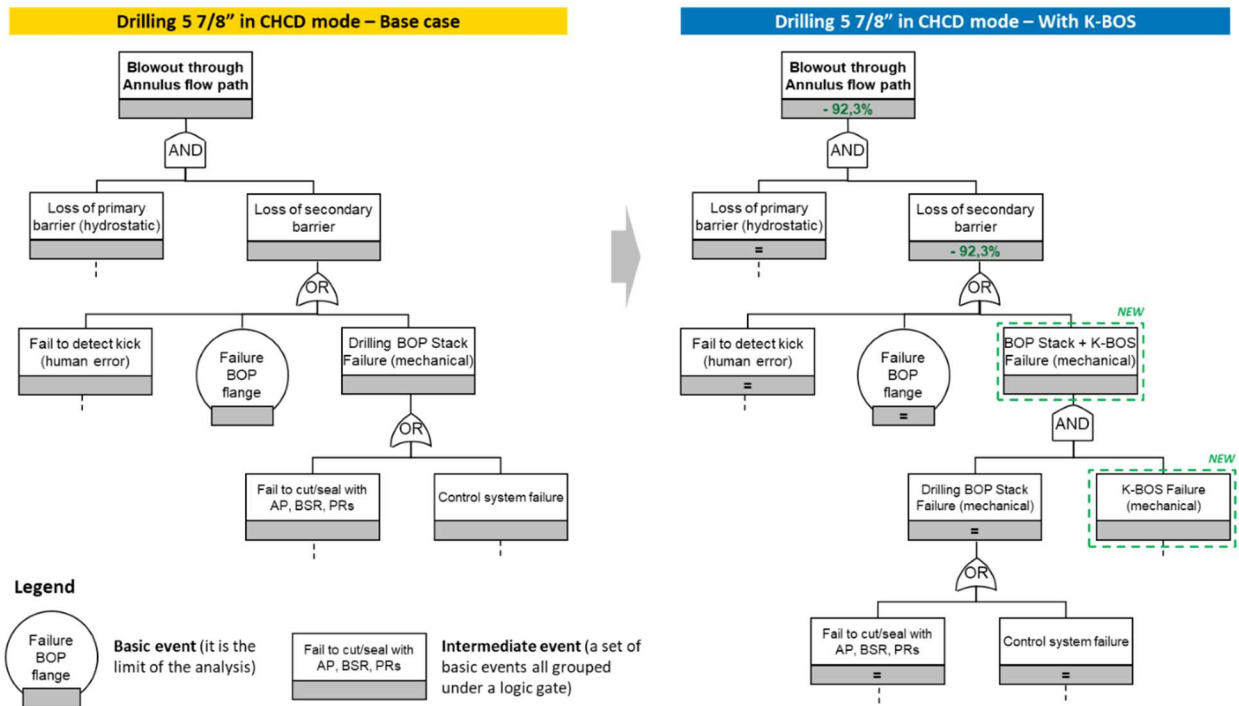 Drilling 5 7/8” in CHCD mode – Base case
Blowout through
Annulus flow path
AND
Loss of primary
barrier (hydrostatic)
Loss of secondary
barrier
OR
Fail to detect kick
(human error)
Failure
BOP
flange
Drilling BOP Stack
Failure (mechanical)
OR
Fail to cut/seal with
AP, BSR, PRs
Control system failure
Drilling 5 7/8” in CHCD mode – With K-BOS
Blowout through
Annulus flow path
- 92,3%
AND
Loss of primary
barrier (hydrostatic)
=
Loss of secondary
barrier
- 92,3%
OR
Fail to detect kick
(human error)
=
Failure
BOP
flange
=
NEW
BOP Stack + K-BOS
Failure (mechanical)
AND
Drilling BOP Stack
Failure (mechanical)
=
NEW
K-BOS Failure
(mechanical)
OR
Fail to cut/seal with
AP, BSR, PRs
=
Control system failure
=
Legend
Failure
BOP
flange
Basic event (it is the
limit of the analysis)
Fail to cut/seal with
AP, BSR, PRs
Intermediate event (a set of
basic events all grouped
under a logic gate)